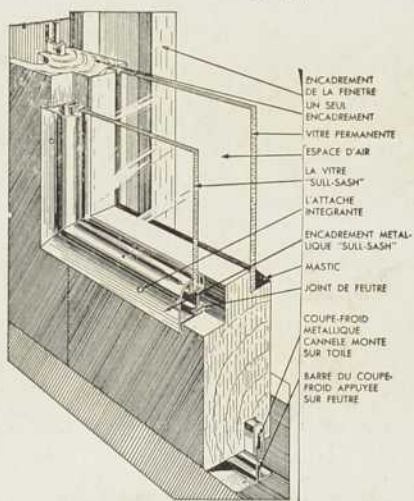 ENCADREMENT
DE LA FENETRE
UN SEUL
ENCADREMENT
VITRE PERMANENTE
ESPACE D'AIR
LA VITRE
"SULL-SASH"
L'ATTACHE
INTEGRANTE
ENCADREMENT METAL-
LIQUE "SULL-SASH"
MASTIC
JOINT DE FEUTRE
COUPE-FROID
METALLIQUE
CANNELE MONTE
SUR TOILE
BARRE DU COUPE-
FROID APPUYEE
SUR FEUTRE